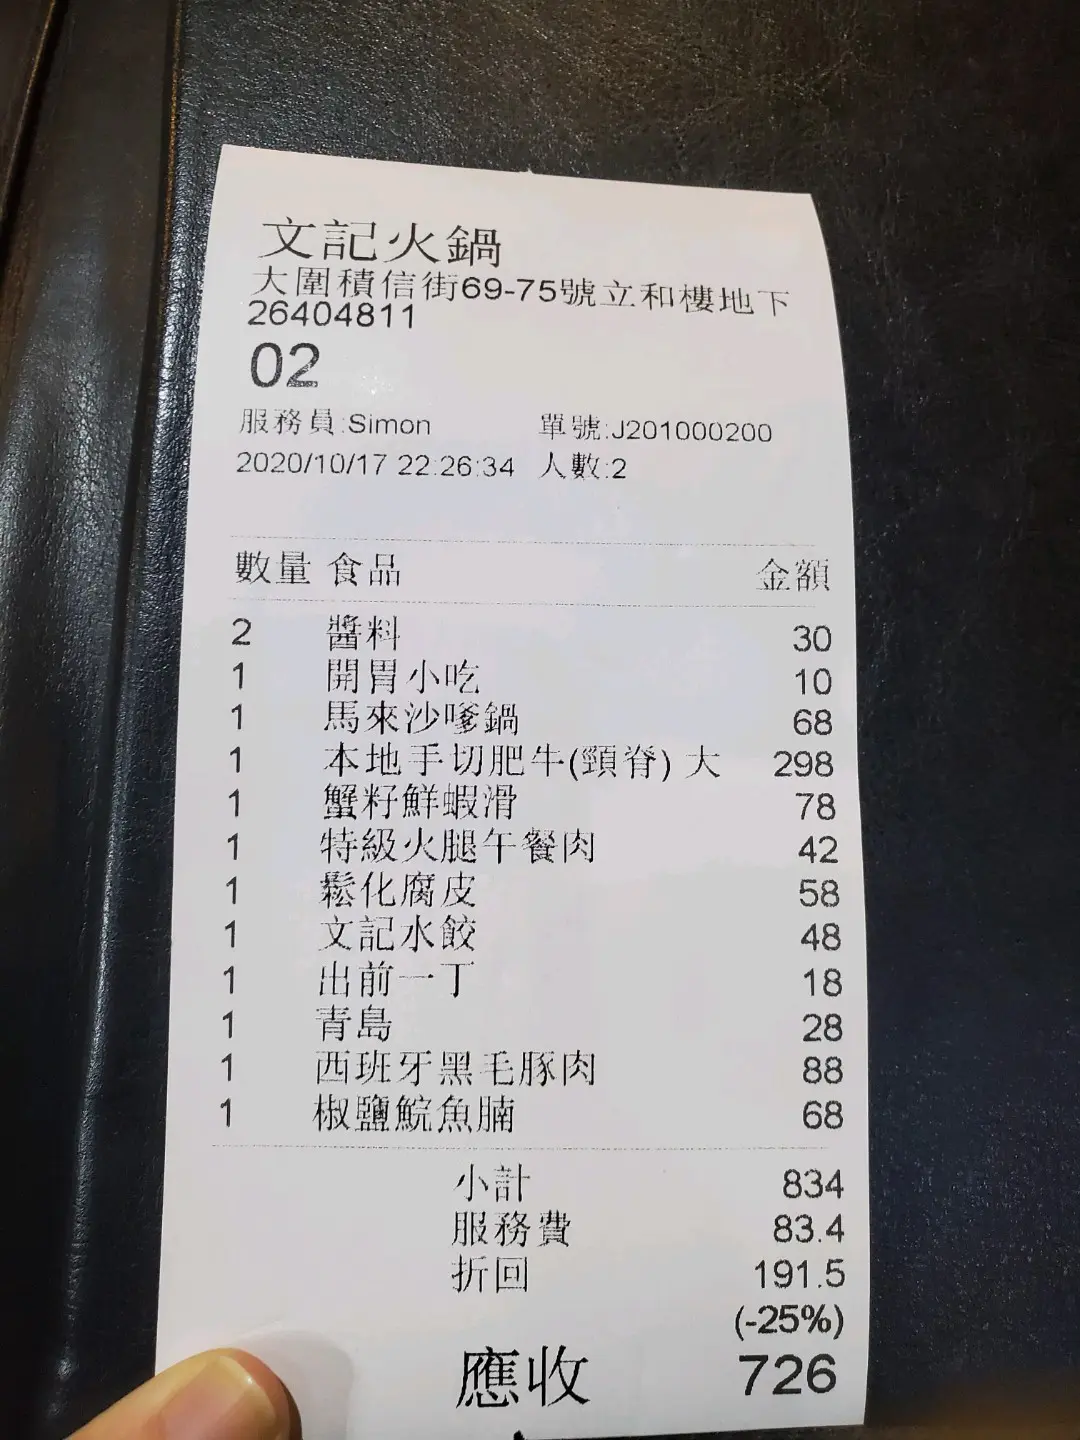 文記火鍋
大圍積信街69-75號立和樓地下
26404811
02
服務員:Simon 單號:J201000200
2020/10/17 22:26:34 人數:2
數量 食品 金額
2 醬料 30
1 開胃小吃 10
1 馬來沙嗲鍋 68
1 本地手切肥牛(頸脊) 大 298
1 蟹籽鮮蝦滑 78
1 特級火腿午餐肉 42
1 鬆化腐皮 58
1 文記水餃 48
1 出前一丁 18
1 青島 28
1 西班牙黑毛豚肉 88
1 椒鹽鯇魚腩 68
小計 834
服務費 83.4
折回 191.5
(-25%)
應收 726